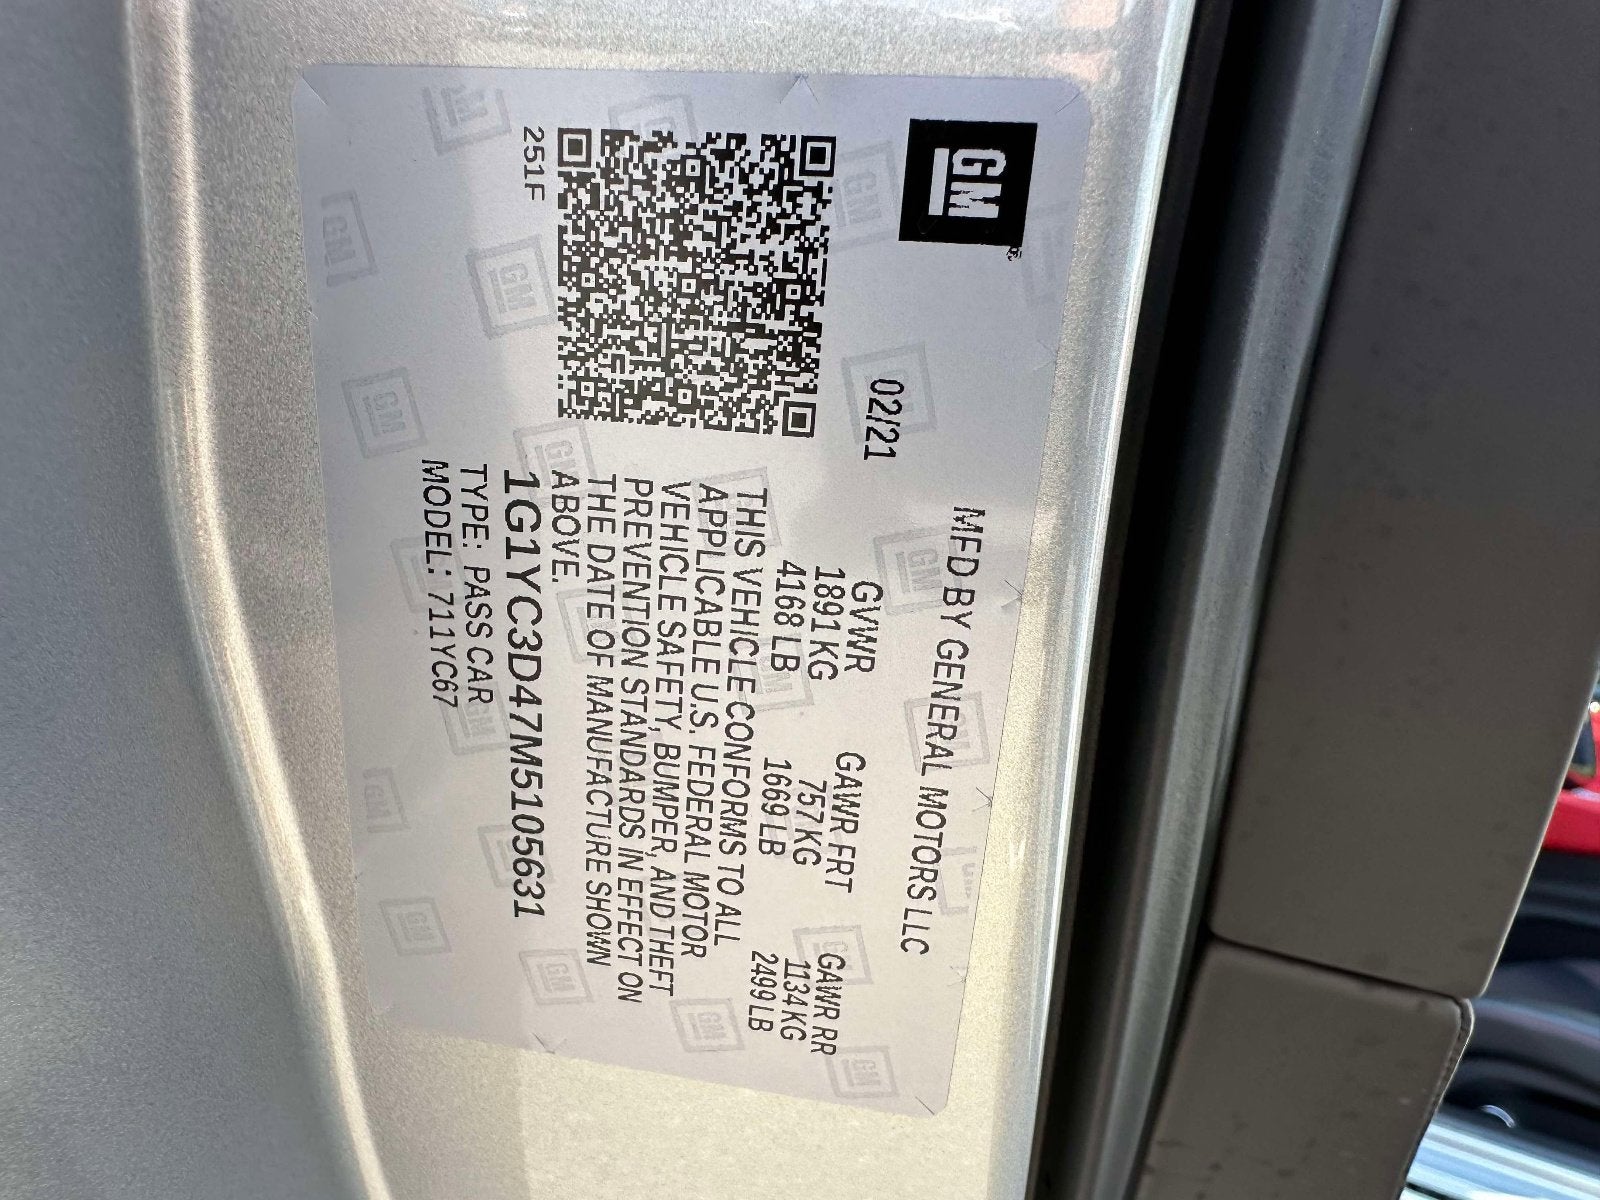 GM
MFD BY GENERAL MOTORS LLC
02/21
GVWR GAWR FRT GAWR RR
1891 KG 757 KG 1134 KG
4168 LB 1669 LB 2499 LB
THIS VEHICLE CONFORMS TO ALL
APPLICABLE U.S. FEDERAL MOTOR
VEHICLE SAFETY, BUMPER, AND THEFT
PREVENTION STANDARDS IN EFFECT ON
THE DATE OF MANUFACTURE SHOWN
ABOVE.
251F
1G1YC3D47M5105631
TYPE: PASS CAR
MODEL: 711YC67